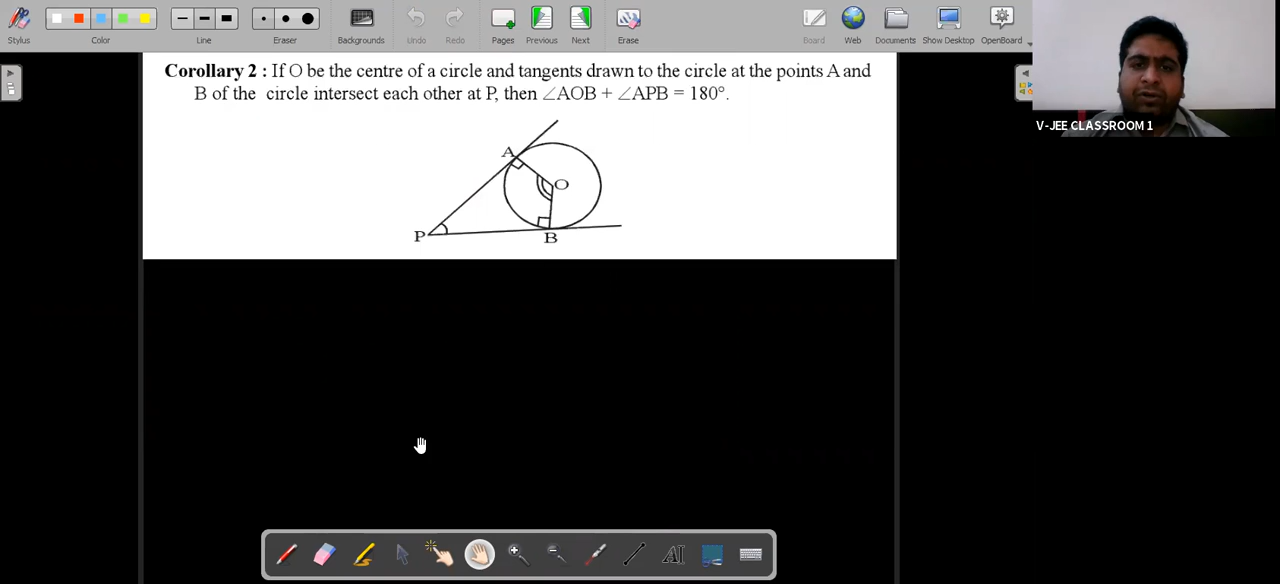 Stylus
Color
Line
Eraser
Backgrounds
Undo
Redo
Pages
Previous
Next
Erase
Board
Web
Documents
Show Desktop
OpenBoard
Corollary 2 : If O be the centre of a circle and tangents drawn to the circle at the points A and
B of the circle intersect each other at P, then ∠AOB + ∠APB = 180°.
A
O
P
B
V-JEE CLASSROOM 1
AI